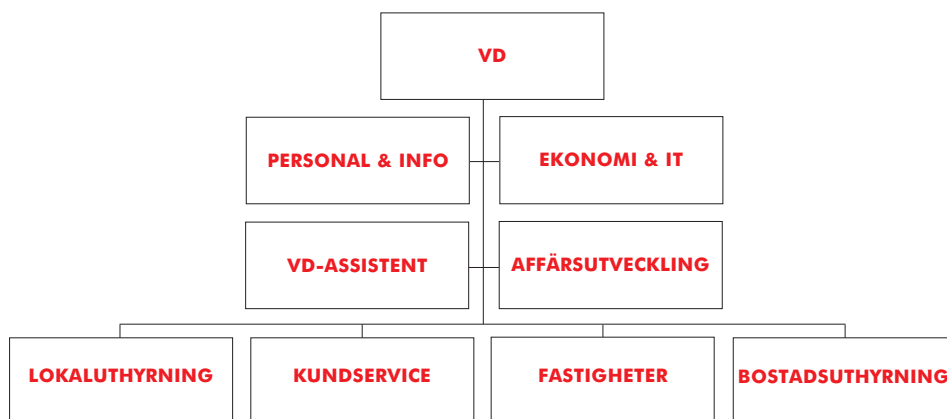 VD
PERSONAL & INFO
EKONOMI & IT
VD-ASSISTENT
AFFÄRSUTVECKLING
LOKALUTHYRNING
KUNDSERVICE
FASTIGHETER
BOSTADSUTHYRNING